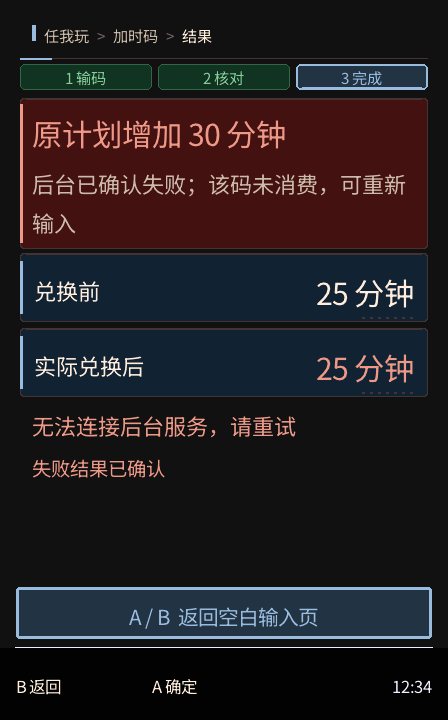 任我玩 > 加时码 > 结果
1 输码 2 核对 3 完成
原计划增加 30 分钟
后台已确认失败；该码未消费，可重新
输入
兑换前 25 分钟
实际兑换后 25 分钟
无法连接后台服务，请重试
失败结果已确认
A / B 返回空白输入页
B 返回 A 确定 12:34